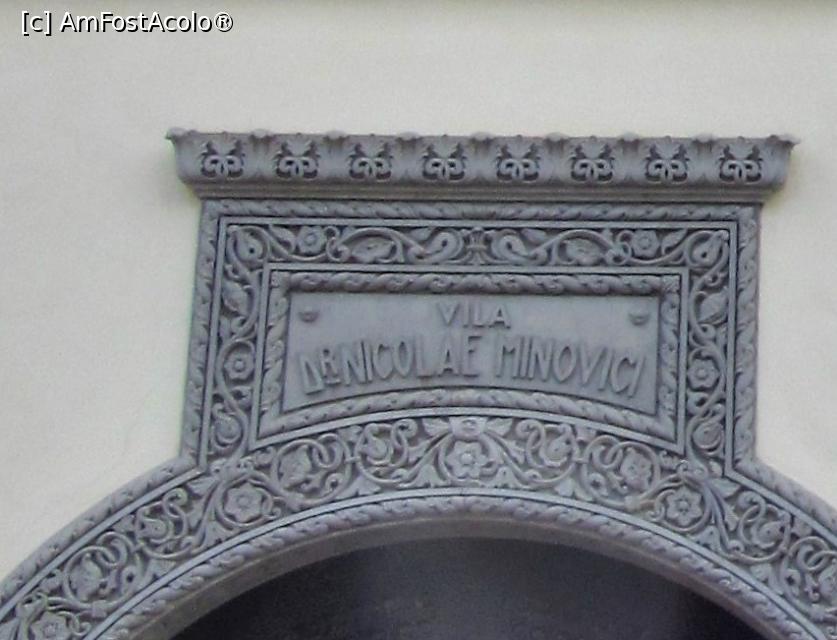 [c] AmFostAcolo®
VILA
DR NICOLAE MINOVICI